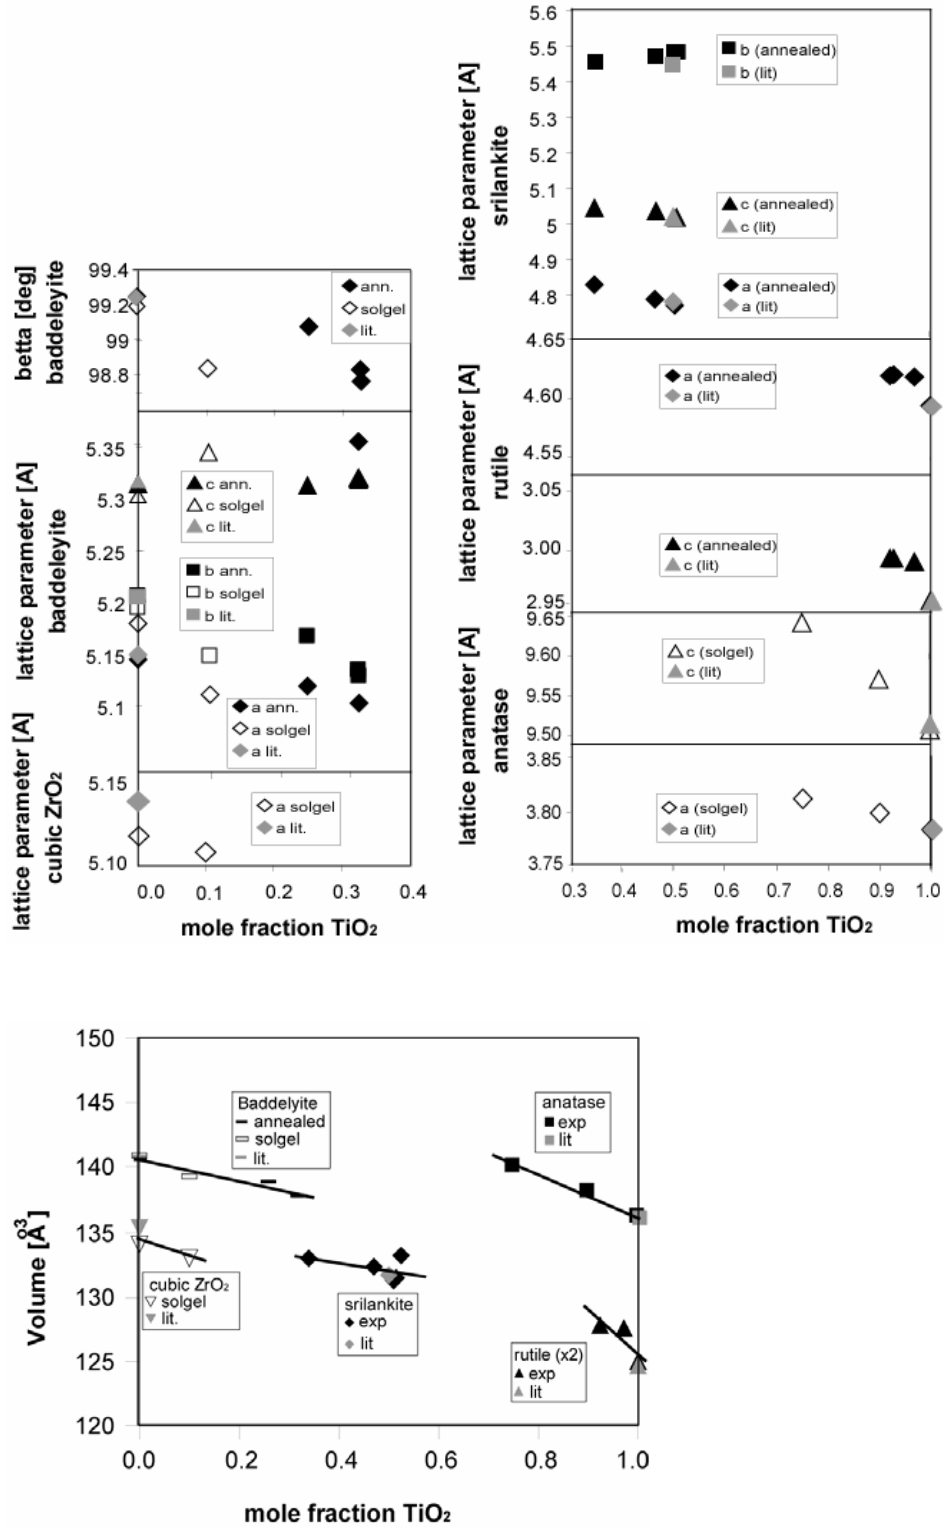 betta [deg]
baddeleyite
99.4
99.2
99
98.8
ann.
solgel
lit.
lattice parameter [A]
baddeleyite
5.35
5.3
5.25
5.2
5.15
5.1
c ann.
c solgel
c lit.
b ann.
b solgel
b lit.
a ann.
a solgel
a lit.
lattice parameter [A]
cubic ZrO2
5.15
5.10
a solgel
a lit.
0.0 0.1 0.2 0.3 0.4
mole fraction TiO2
lattice parameter [A]
srilankite
5.6
5.5
5.4
5.3
5.2
5.1
5
4.9
4.8
b (annealed)
b (lit)
c (annealed)
c (lit)
a (annealed)
a (lit)
lattice parameter [A]
rutile
4.65
4.60
4.55
a (annealed)
a (lit)
3.05
3.00
2.95
c (annealed)
c (lit)
lattice parameter [A]
anatase
9.65
9.60
9.55
9.50
c (solgel)
c (lit)
3.85
3.80
3.75
a (solgel)
a (lit)
0.3 0.4 0.5 0.6 0.7 0.8 0.9 1.0
mole fraction TiO2
Volume [Å3]
150
145
140
135
130
125
120
Baddelyite
annealed
solgel
lit.
anatase
exp
lit
cubic ZrO2
solgel
lit.
srilankite
exp
lit
rutile (x2)
exp
lit
0.0 0.2 0.4 0.6 0.8 1.0
mole fraction TiO2